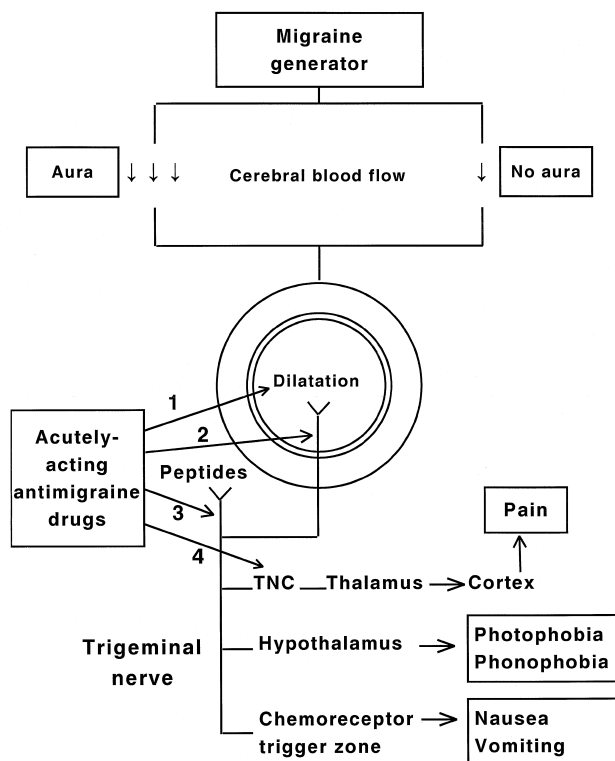 Migraine
generator
Aura
↓ ↓ ↓
Cerebral blood flow
↓
No aura
Dilatation
1
2
Acutely-
acting
antimigraine
drugs
Peptides
3
4
Pain
TNC
Thalamus
Cortex
Trigeminal
nerve
Hypothalamus
Photophobia
Phonophobia
Chemoreceptor
trigger zone
Nausea
Vomiting